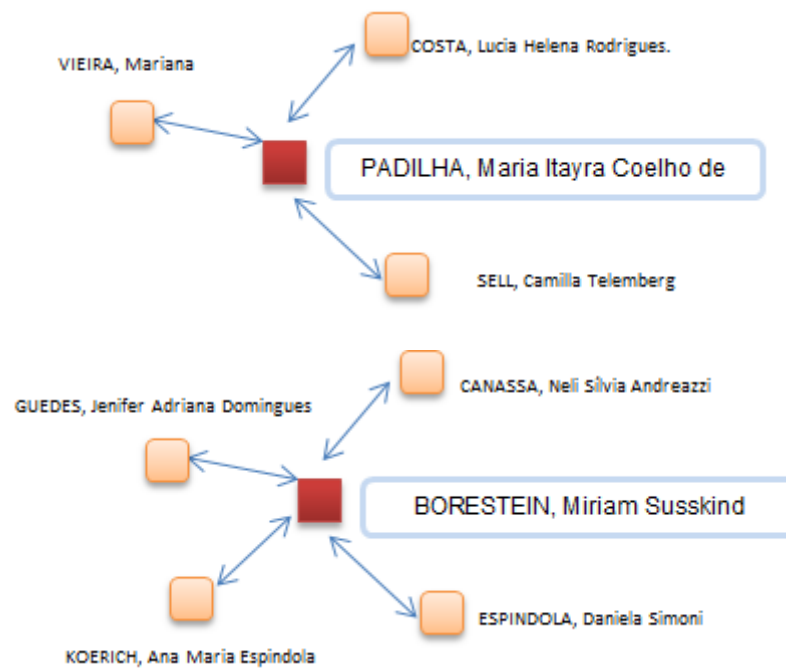 COSTA, Lucia Helena Rodrigues.
VIEIRA, Mariana
PADILHA, Maria Itayra Coelho de
SELL, Camilla Telemberg
CANASSA, Neli Sílvia Andreazzi
GUEDES, Jenifer Adriana Domingues
BORESTEIN, Miriam Susskind
ESPINDOLA, Daniela Simoni
KOERICH, Ana Maria Espindola